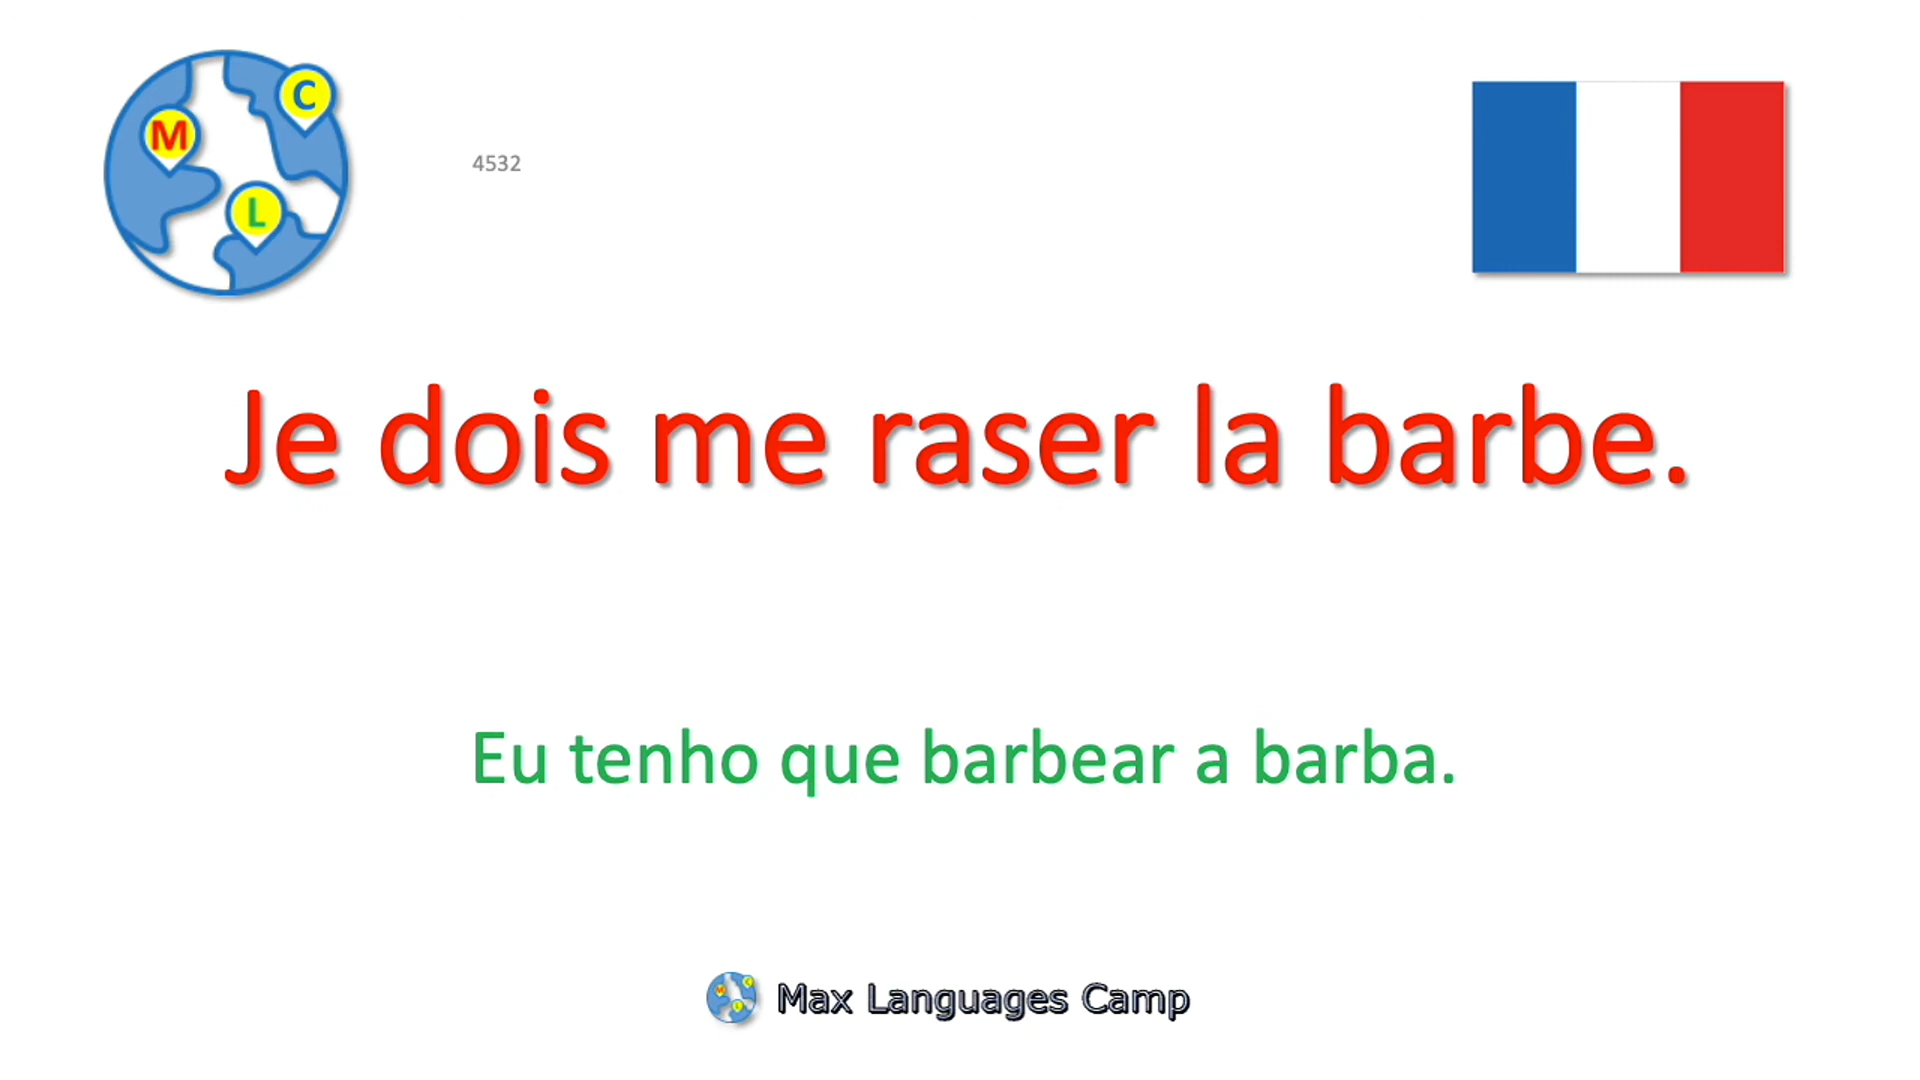 M
C
L
4532
Je dois me raser la barbe.
Eu tenho que barbear a barba.
Max Languages Camp